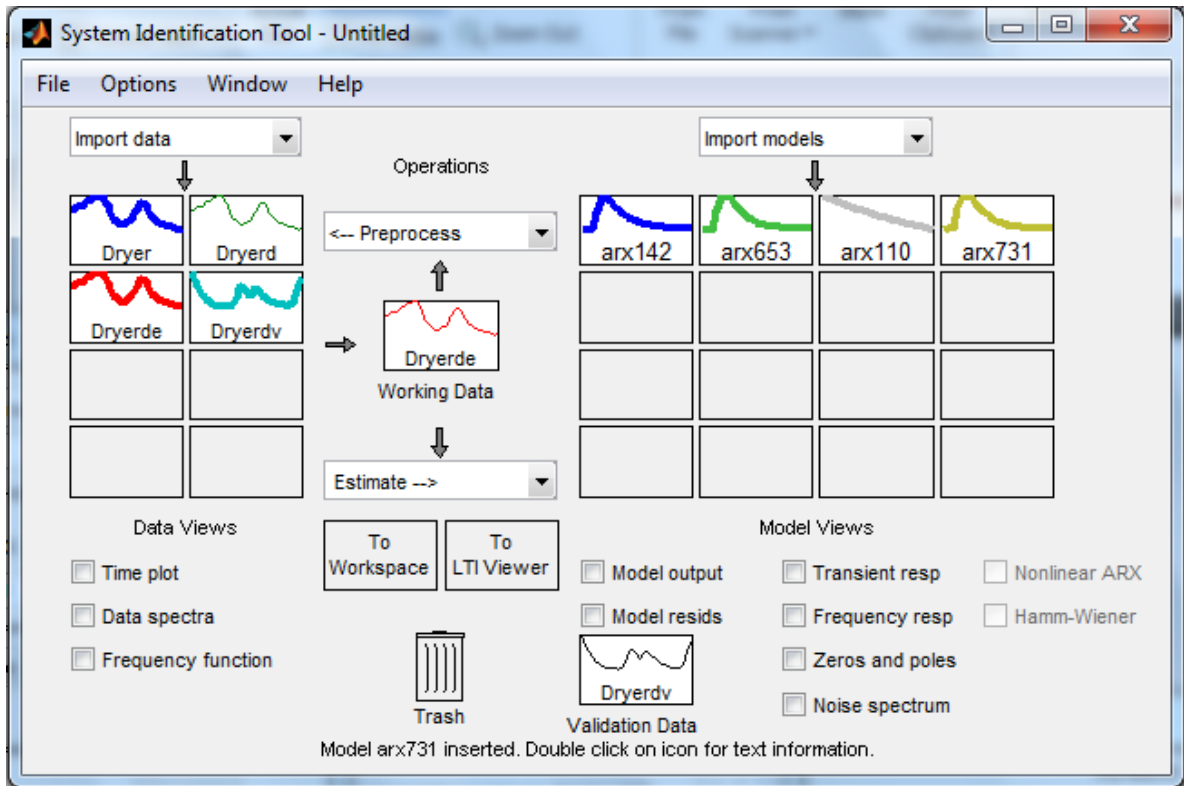 System Identification Tool - Untitled
File Options Window Help
Import data
Import models
Operations
Dryer Dryerd
<-- Preprocess
arx142 arx653 arx110 arx731
Dryerde Dryerdv
Dryerde
Working Data
Estimate -->
Data Views
To Workspace
To LTI Viewer
Model Views
Time plot
Data spectra
Frequency function
Trash
Model output
Model resids
Dryerdv
Validation Data
Transient resp
Frequency resp
Zeros and poles
Noise spectrum
Nonlinear ARX
Hamm-Wiener
Model arx731 inserted. Double click on icon for text information.